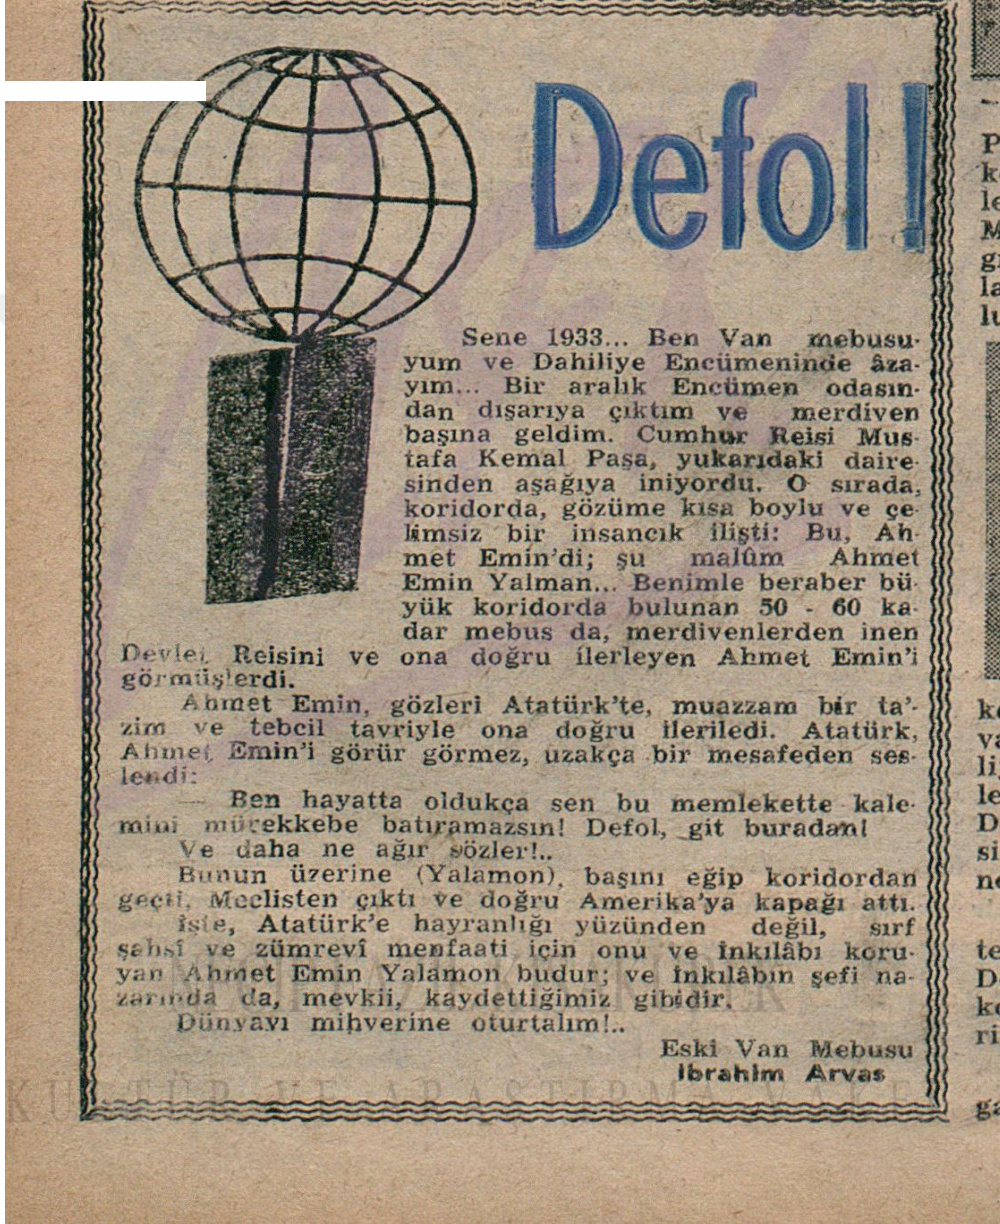 Defol!
Sene 1933... Ben Van mebusu-
yum ve Dahiliye Encümeninde âza-
yım... Bir aralık Encümen odasın-
dan dışarıya çıktım ve merdiven
başına geldim. Cumhur Reisi Mus-
tafa Kemal Paşa, yukarıdaki daire-
sinden aşağıya iniyordu. O sırada,
koridorda, gözüme kısa boylu ve çe-
limsiz bir insancık ilişti: Bu, Ah-
met Emin'di; şu malûm Ahmet
Emin Yalman... Benimle beraber bü-
yük koridorda bulunan 50 - 60 ka-
dar mebus da, merdivenlerden inen
Devlet Reisini ve ona doğru ilerleyen Ahmet Emin'i
görmüşlerdi.
Ahmet Emin, gözleri Atatürk'te, muazzam bir ta'-
zim ve tebcil tavriyle ona doğru ileriledi. Atatürk,
Ahmet Emin'i görür görmez, uzakça bir mesafeden ses-
lendi:
— Ben hayatta oldukça sen bu memlekette kale-
mini mürekkebe batıramazsın! Defol, git buradan!
Ve daha ne ağır sözler!..
Bunun üzerine (Yalamon), başını eğip koridordan
geçti, Meclisten çıktı ve doğru Amerika'ya kapağı attı.
İşte, Atatürk'e hayranlığı yüzünden değil, sırf
şahsî ve zümrevî menfaati için onu ve inkılâbı koru-
yan Ahmet Emin Yalamon budur; ve inkılâbın şefi na-
zarında da, mevkii, kaydettiğimiz gibidir.
Dünyayı mihverine oturtalım!..
Eski Van Mebusu
İbrahim Arvas
KÜLTÜR VE ARAŞTIRMA VAKFI